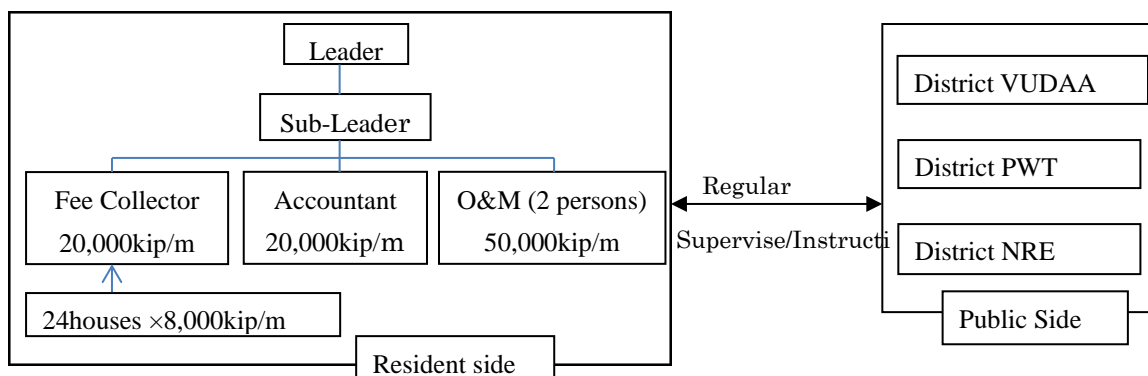 Leader
Sub-Leader
Fee Collector
20,000kip/m
Accountant
20,000kip/m
O&M (2 persons)
50,000kip/m
24houses ×8,000kip/m
Resident side
Regular
Supervise/Instructi
District VUDAA
District PWT
District NRE
Public Side